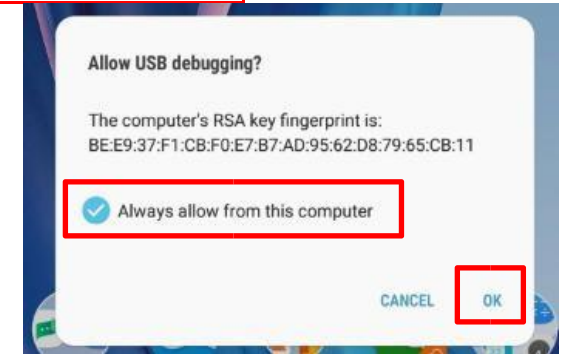 Allow USB debugging?
The computer's RSA key fingerprint is:
BE:E9:37:F1:CB:F0:E7:B7:AD:95:62:D8:79:65:CB:11
Always allow from this computer
CANCEL OK